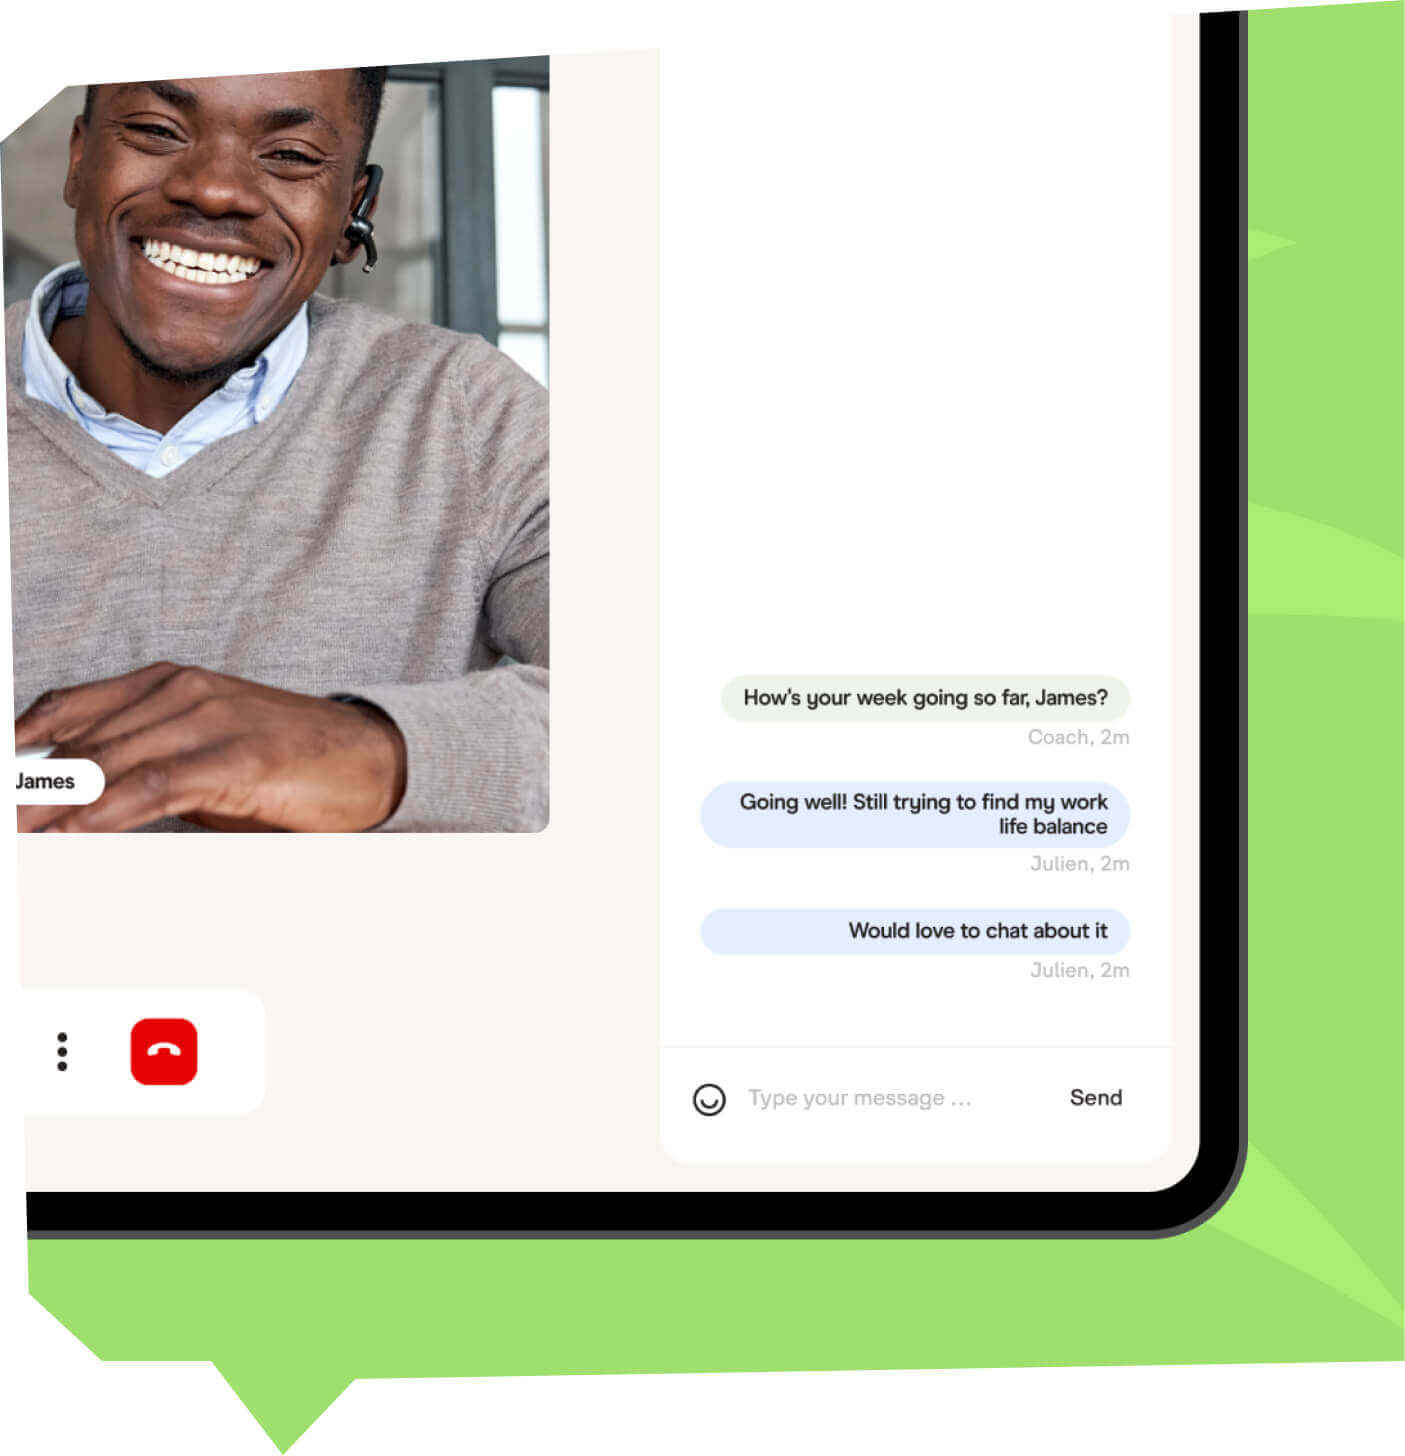 James
How's your week going so far, James?
Coach, 2m
Going well! Still trying to find my work
life balance
Julien, 2m
Would love to chat about it
Julien, 2m
Type your message ...
Send